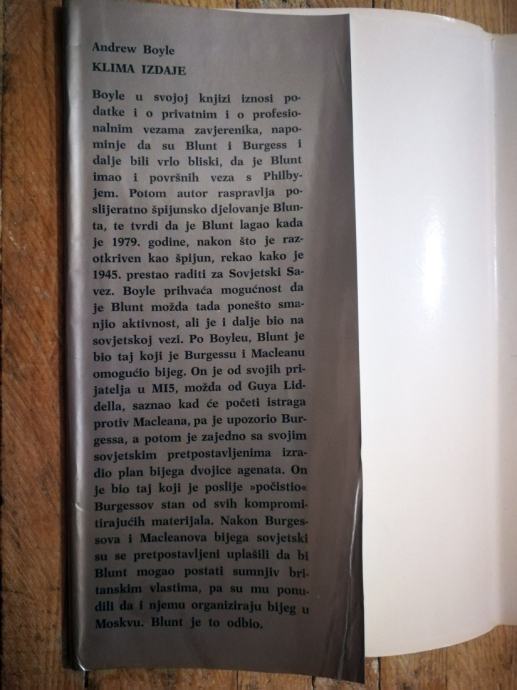 Andrew Boyle
KLIMA IZDAJE
Boyle u svojoj knjizi iznosi po-
datke i o privatnim i o profesio-
nalnim vezama zavjerenika, napo-
minje da su Blunt i Burgess i
dalje bili vrlo bliski, da je Blunt
imao i površnih veza s Philby-
jem. Potom autor raspravlja po-
slijeratno špijunsko djelovanje Blun-
ta, te tvrdi da je Blunt lagao kada
je 1979. godine, nakon što je raz-
otkriven kao špijun, rekao kako je
1945. prestao raditi za Sovjetski Sa-
vez. Boyle prihvaća mogućnost da
je Blunt možda tada ponešto sma-
njio aktivnost, ali je i dalje bio na
sovjetskoj vezi. Po Boyleu, Blunt je
bio taj koji je Burgessu i Macleanu
omogućio bijeg. On je od svojih pri-
jatelja u MI5, možda od Guya Lid-
della, saznao kad će početi istraga
protiv Macleana, pa je upozorio Bur-
gessa, a potom je zajedno sa svojim
sovjetskim pretpostavljenima izra-
dio plan bijega dvojice agenata. On
je bio taj koji je poslije »počistio«
Burgessov stan od svih kompromi-
tirajućih materijala. Nakon Burges-
sova i Macleanova bijega sovjetski
su se pretpostavljeni uplašili da bi
Blunt mogao postati sumnjiv bri-
tanskim vlastima, pa su mu ponu-
dili da i njemu organiziraju bijeg u
Moskvu. Blunt je to odbio.